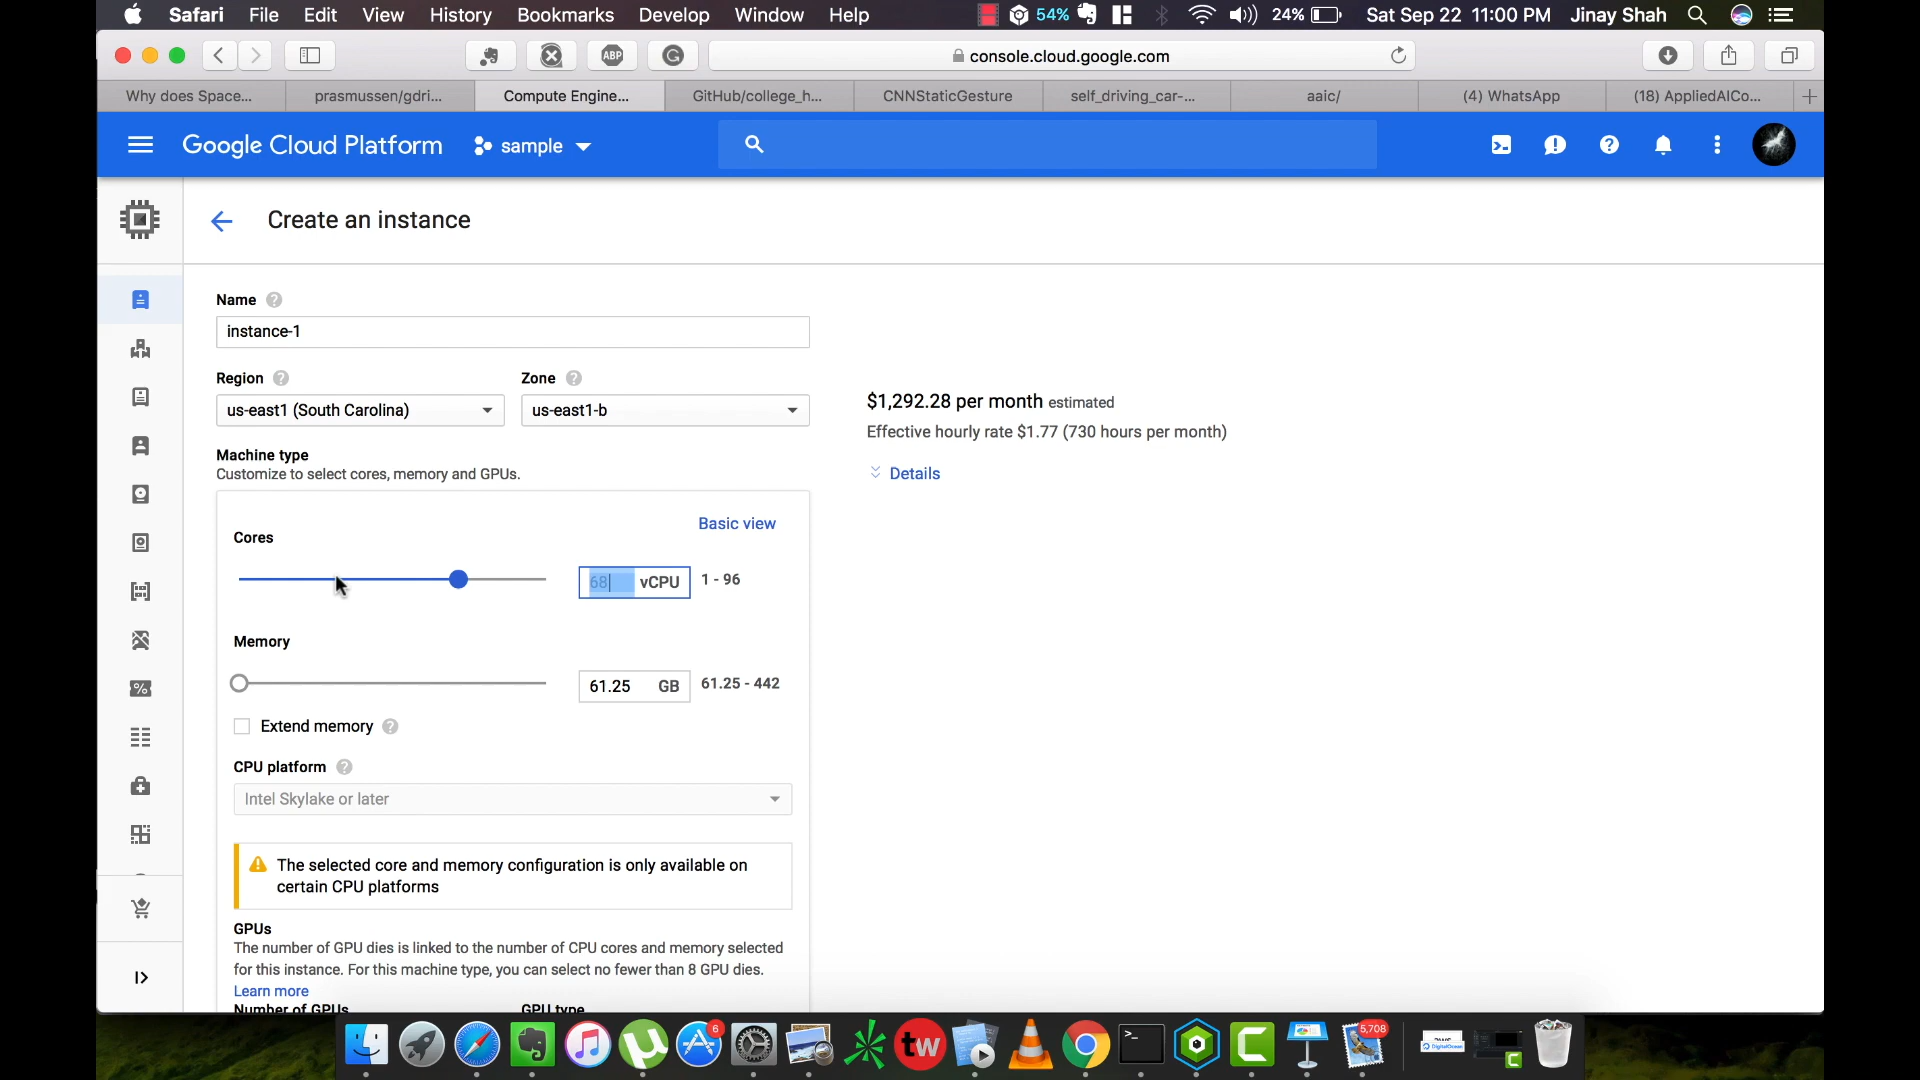 Safari File Edit View History Bookmarks Develop Window Help 54% 24% Sat Sep 22 11:00 PM Jinay Shah
ABP console.cloud.google.com
Why does Space... prasmussen/gdri... Compute Engine... GitHub/college_h... CNNStaticGesture self_driving_car-... aaic/ (4) WhatsApp (18) AppliedAICo...
Google Cloud Platform sample
Create an instance
Name
instance-1
Region Zone
us-east1 (South Carolina) us-east1-b
$1,292.28 per month estimated
Effective hourly rate $1.77 (730 hours per month)
Details
Machine type
Customize to select cores, memory and GPUs.
Basic view
Cores
68 vCPU 1 - 96
Memory
61.25 GB 61.25 - 442
Extend memory
CPU platform
Intel Skylake or later
The selected core and memory configuration is only available on
certain CPU platforms
GPUs
The number of GPU dies is linked to the number of CPU cores and memory selected
for this instance. For this machine type, you can select no fewer than 8 GPU dies.
Learn more
Number of GPUs GPU type
6 tw 5,708
DigitalOcean